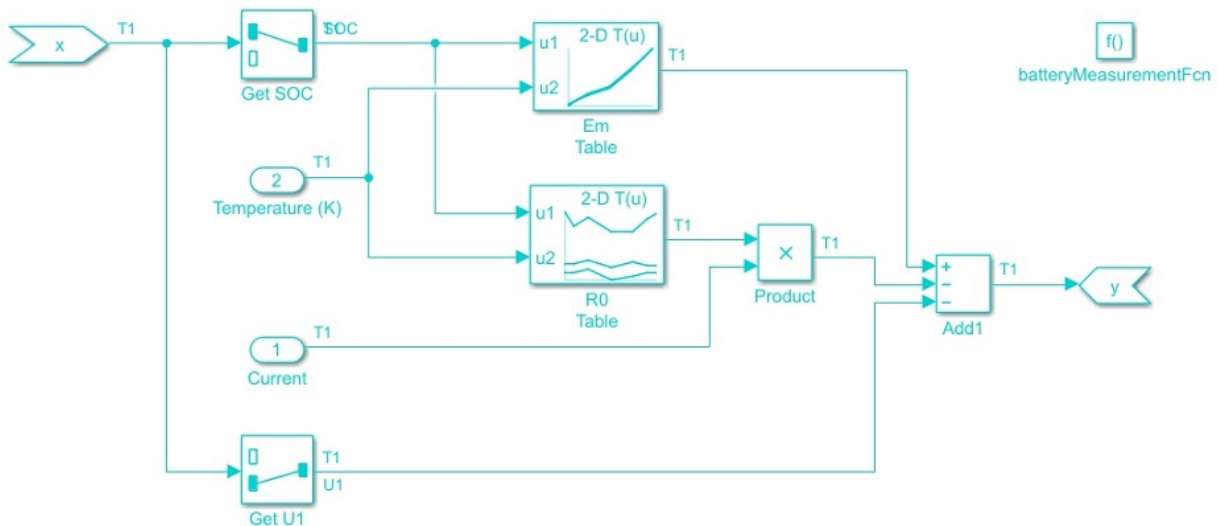 x
T1
T1
SOC
Get SOC
u1
u2
2-D T(u)
T1
Em
Table
f()
batteryMeasurementFcn
2
T1
Temperature (K)
u1
u2
2-D T(u)
T1
R0
Table
×
T1
Product
+
−
−
T1
Add1
y
1
T1
Current
T1
U1
Get U1